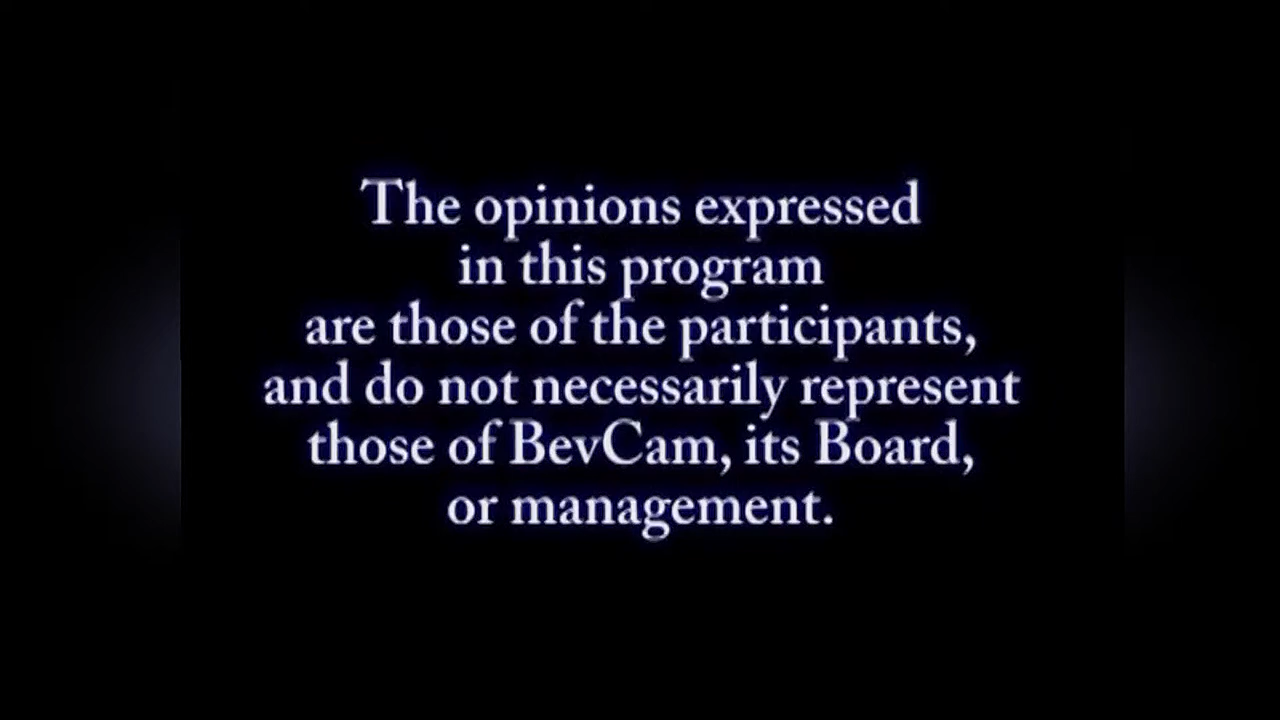 The opinions expressed
in this program
are those of the participants,
and do not necessarily represent
those of BevCam, its Board,
or management.